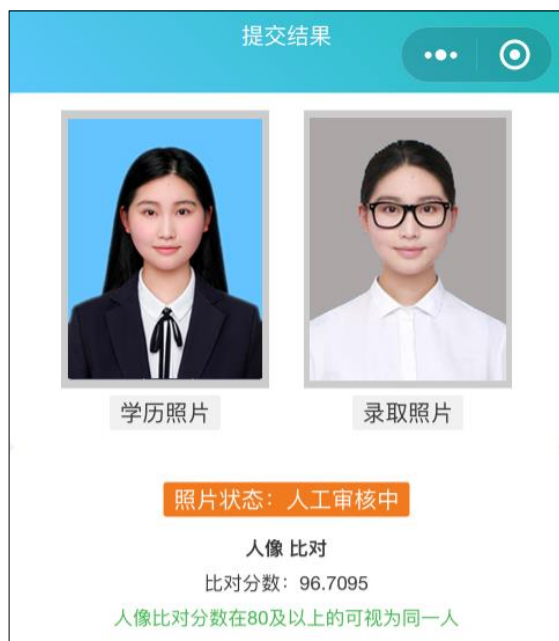 提交结果
学历照片
录取照片
照片状态：人工审核中
人像 比对
比对分数：96.7095
人像比对分数在80及以上的可视为同一人